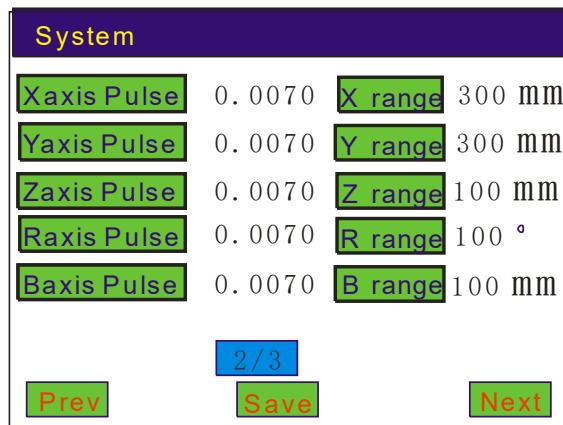 System
Xaxis Pulse 0.0070 X range 300 mm
Yaxis Pulse 0.0070 Y range 300 mm
Zaxis Pulse 0.0070 Z range 100 mm
Raxis Pulse 0.0070 R range 100 °
Baxis Pulse 0.0070 B range 100 mm
2/3
Prev Save Next